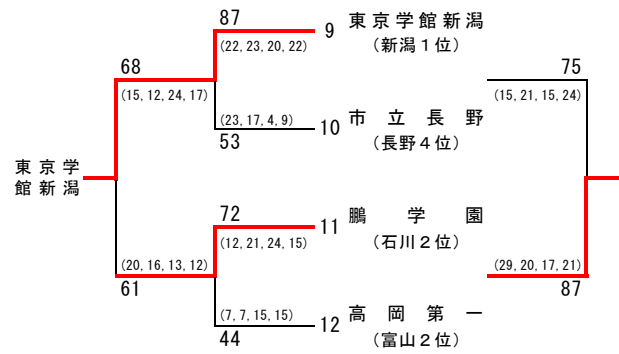 87
9 東京学館新潟
(22, 23, 20, 22) (新潟1位)
68 75
(15, 12, 24, 17) (15, 21, 15, 24)
(23, 17, 4, 9) 10 市立長野
53 (長野4位)
東京学
館新潟
72
11 鵬学園
(12, 21, 24, 15) (石川2位)
(20, 16, 13, 12) (29, 20, 17, 21)
61 87
(7, 7, 15, 15) 12 高岡第一
44 (富山2位)